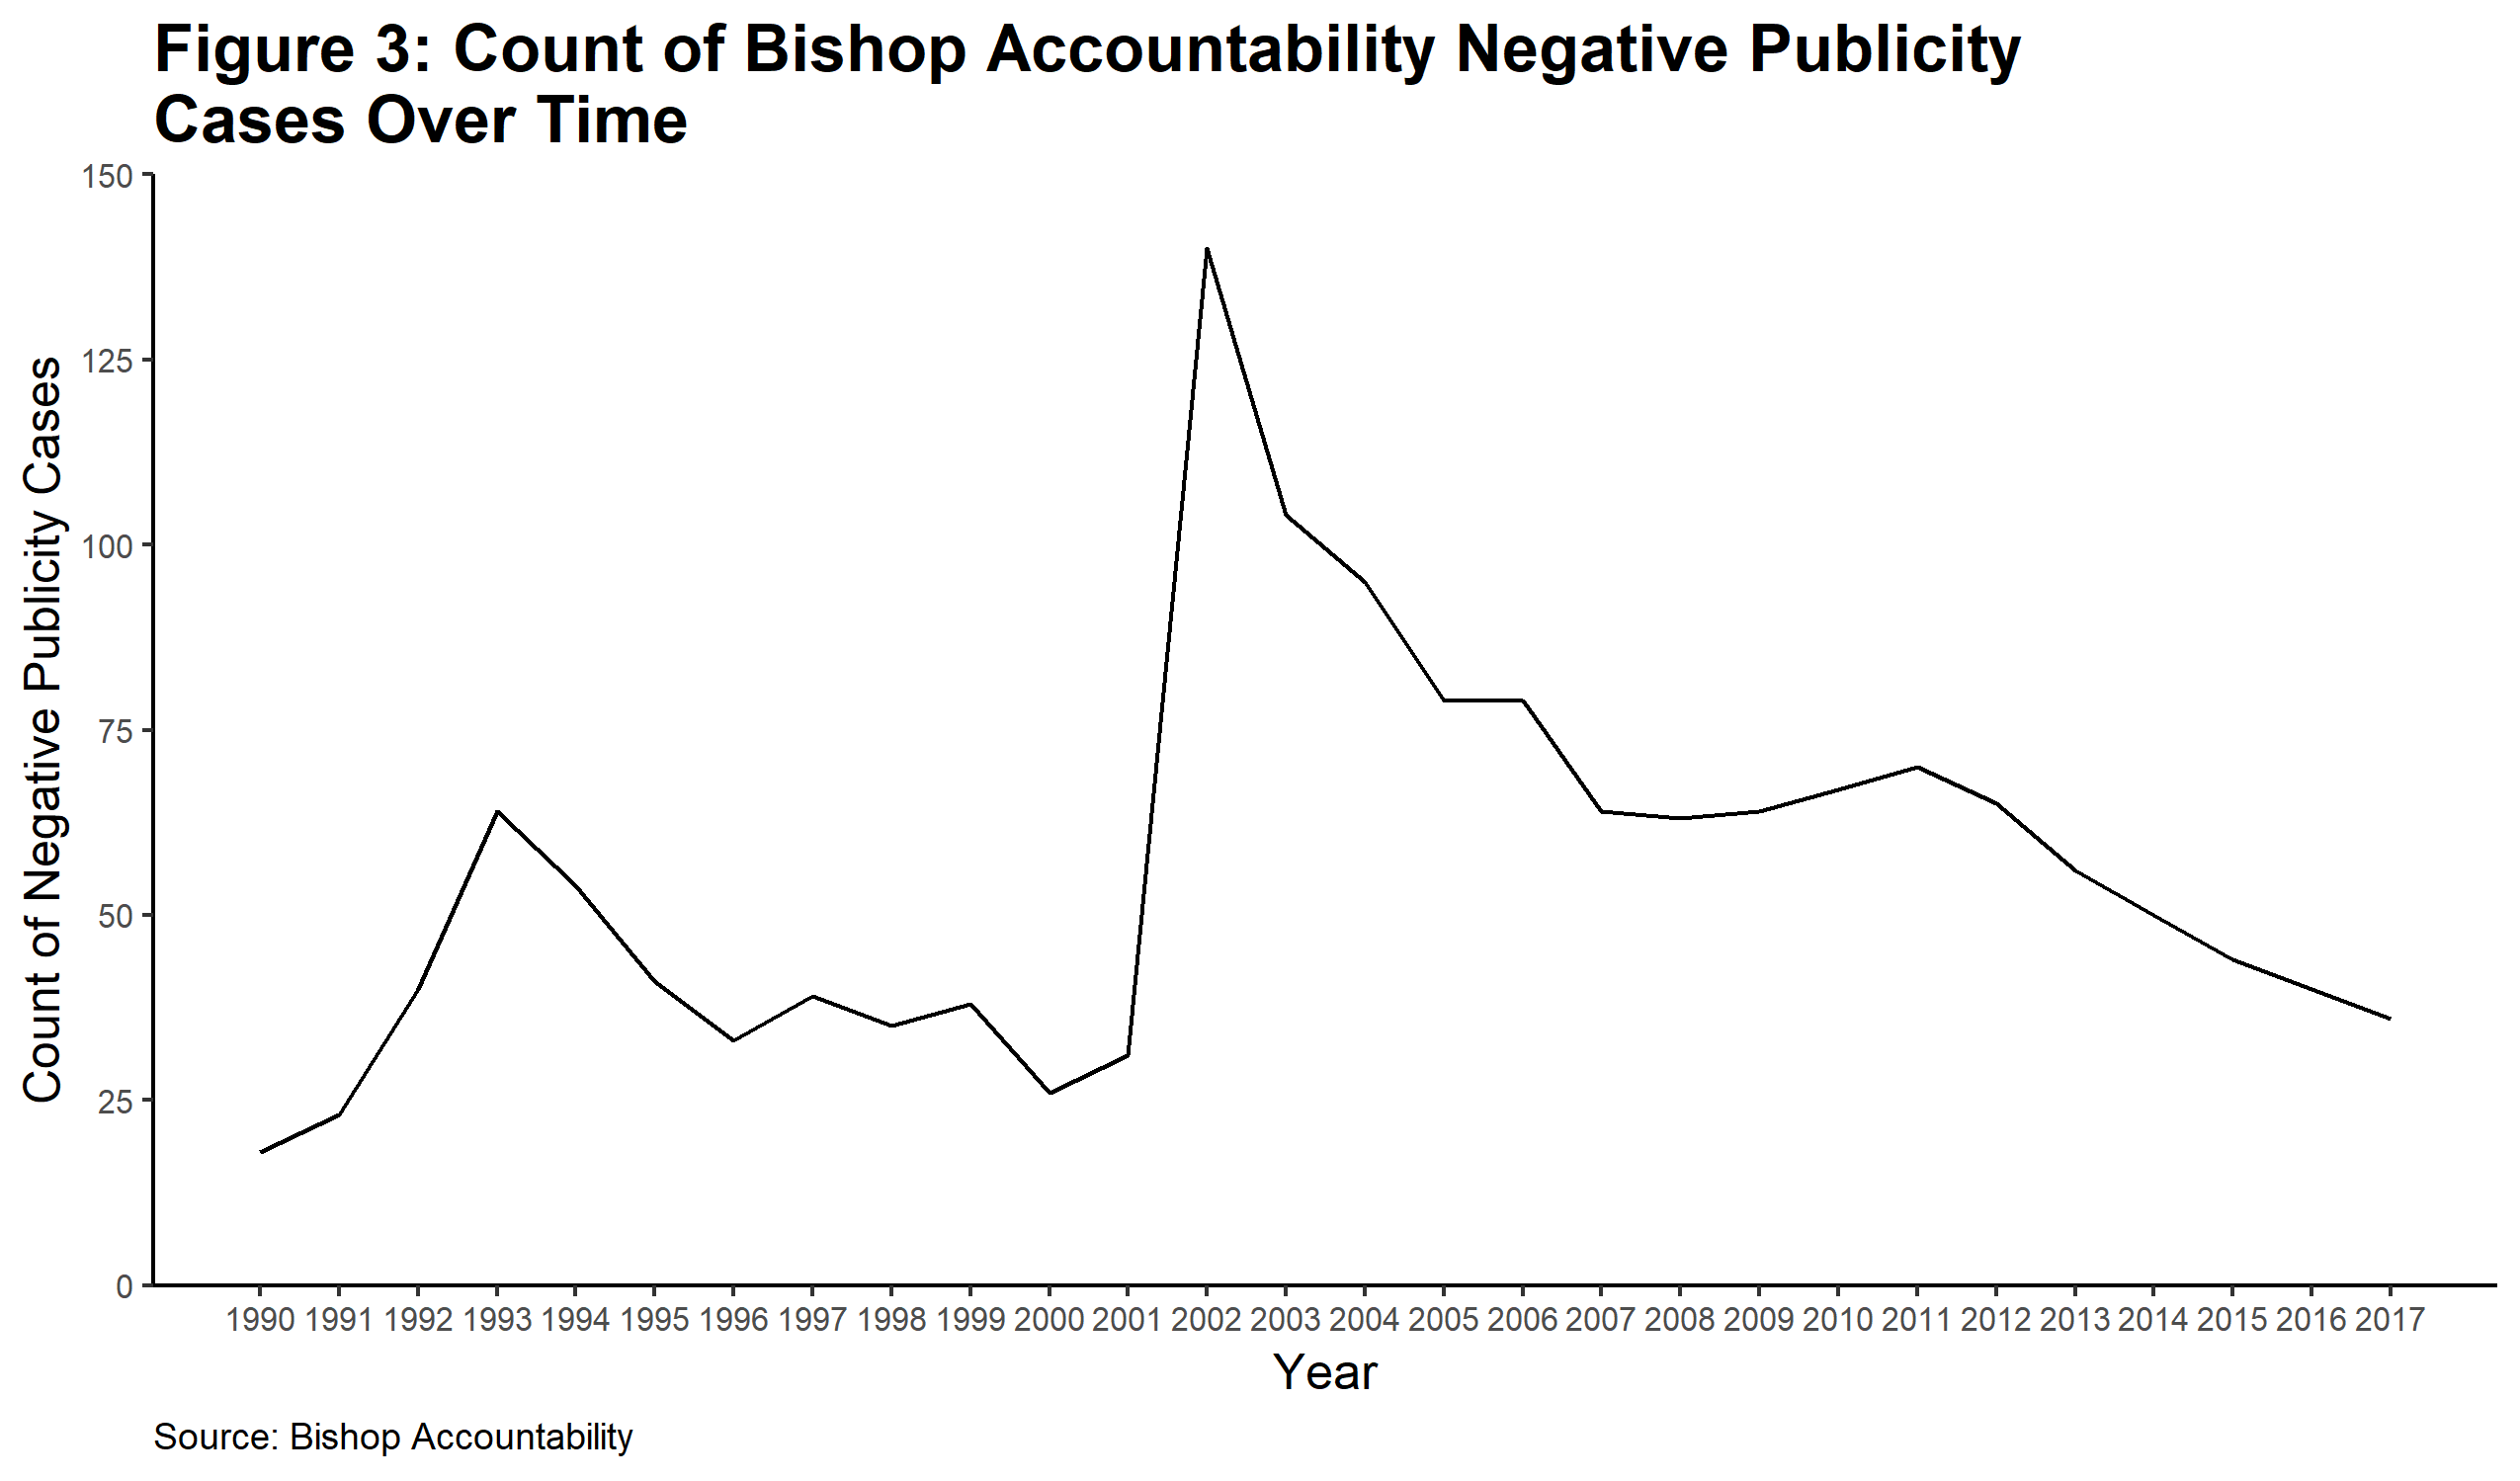 Figure 3: Count of Bishop Accountability Negative Publicity
Cases Over Time
Count of Negative Publicity Cases
150
125
100
75
50
25
0
1990 1991 1992 1993 1994 1995 1996 1997 1998 1999 2000 2001 2002 2003 2004 2005 2006 2007 2008 2009 2010 2011 2012 2013 2014 2015 2016 2017
Year
Source: Bishop Accountability